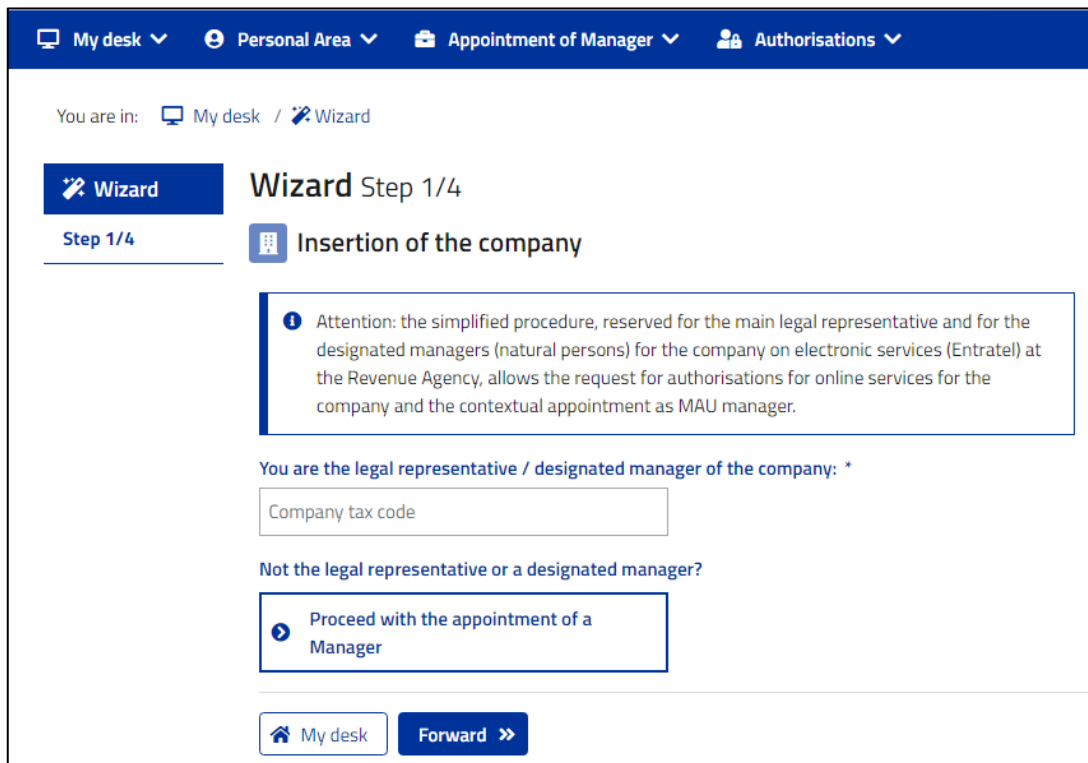 My desk Personal Area Appointment of Manager Authorisations
You are in: My desk / Wizard
Wizard
Step 1/4
Wizard Step 1/4
Insertion of the company
Attention: the simplified procedure, reserved for the main legal representative and for the
designated managers (natural persons) for the company on electronic services (Entratel) at
the Revenue Agency, allows the request for authorisations for online services for the
company and the contextual appointment as MAU manager.
You are the legal representative / designated manager of the company: *
Company tax code
Not the legal representative or a designated manager?
Proceed with the appointment of a
Manager
My desk Forward